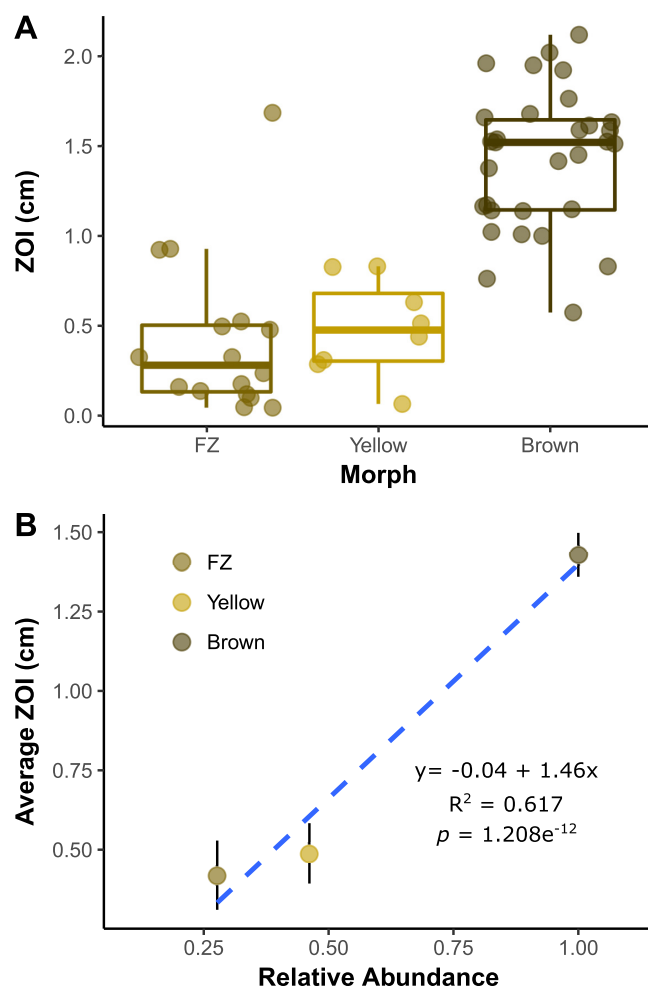 A
ZOI (cm)
2.0
1.5
1.0
0.5
0.0
FZ Yellow Brown
Morph
B
Average ZOI (cm)
1.50
1.25
1.00
0.75
0.50
FZ
Yellow
Brown
y= -0.04 + 1.46x
R² = 0.617
p = 1.208e⁻¹²
0.25 0.50 0.75 1.00
Relative Abundance